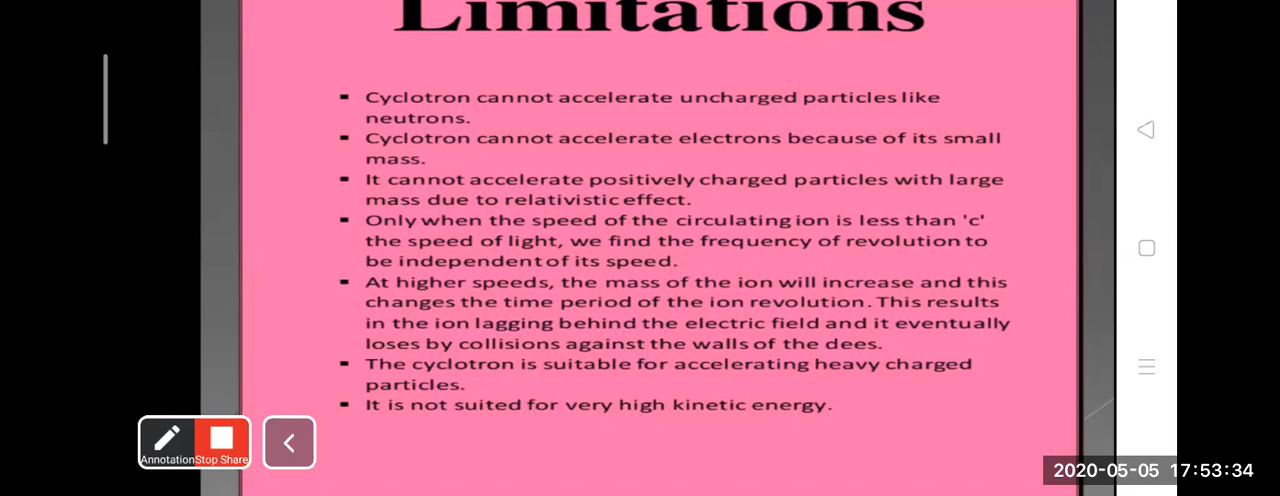 Limitations
Cyclotron cannot accelerate uncharged particles like
neutrons.
Cyclotron cannot accelerate electrons because of its small
mass.
It cannot accelerate positively charged particles with large
mass due to relativistic effect.
Only when the speed of the circulating ion is less than 'c'
the speed of light, we find the frequency of revolution to
be independent of its speed.
At higher speeds, the mass of the ion will increase and this
changes the time period of the ion revolution. This results
in the ion lagging behind the electric field and it eventually
loses by collisions against the walls of the dees.
The cyclotron is suitable for accelerating heavy charged
particles.
It is not suited for very high kinetic energy.
Annotation Stop Share
2020-05-05 17:53:34